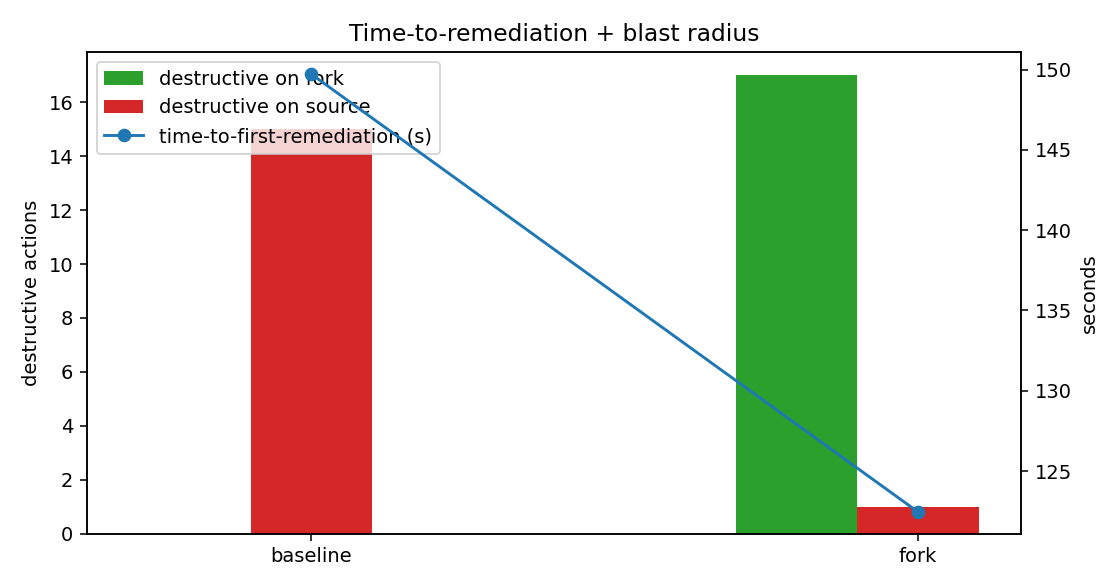 Time-to-remediation + blast radius
destructive on fork
destructive on source
time-to-first-remediation (s)
destructive actions
16
14
12
10
8
6
4
2
0
150
145
140
135
130
125
seconds
baseline
fork